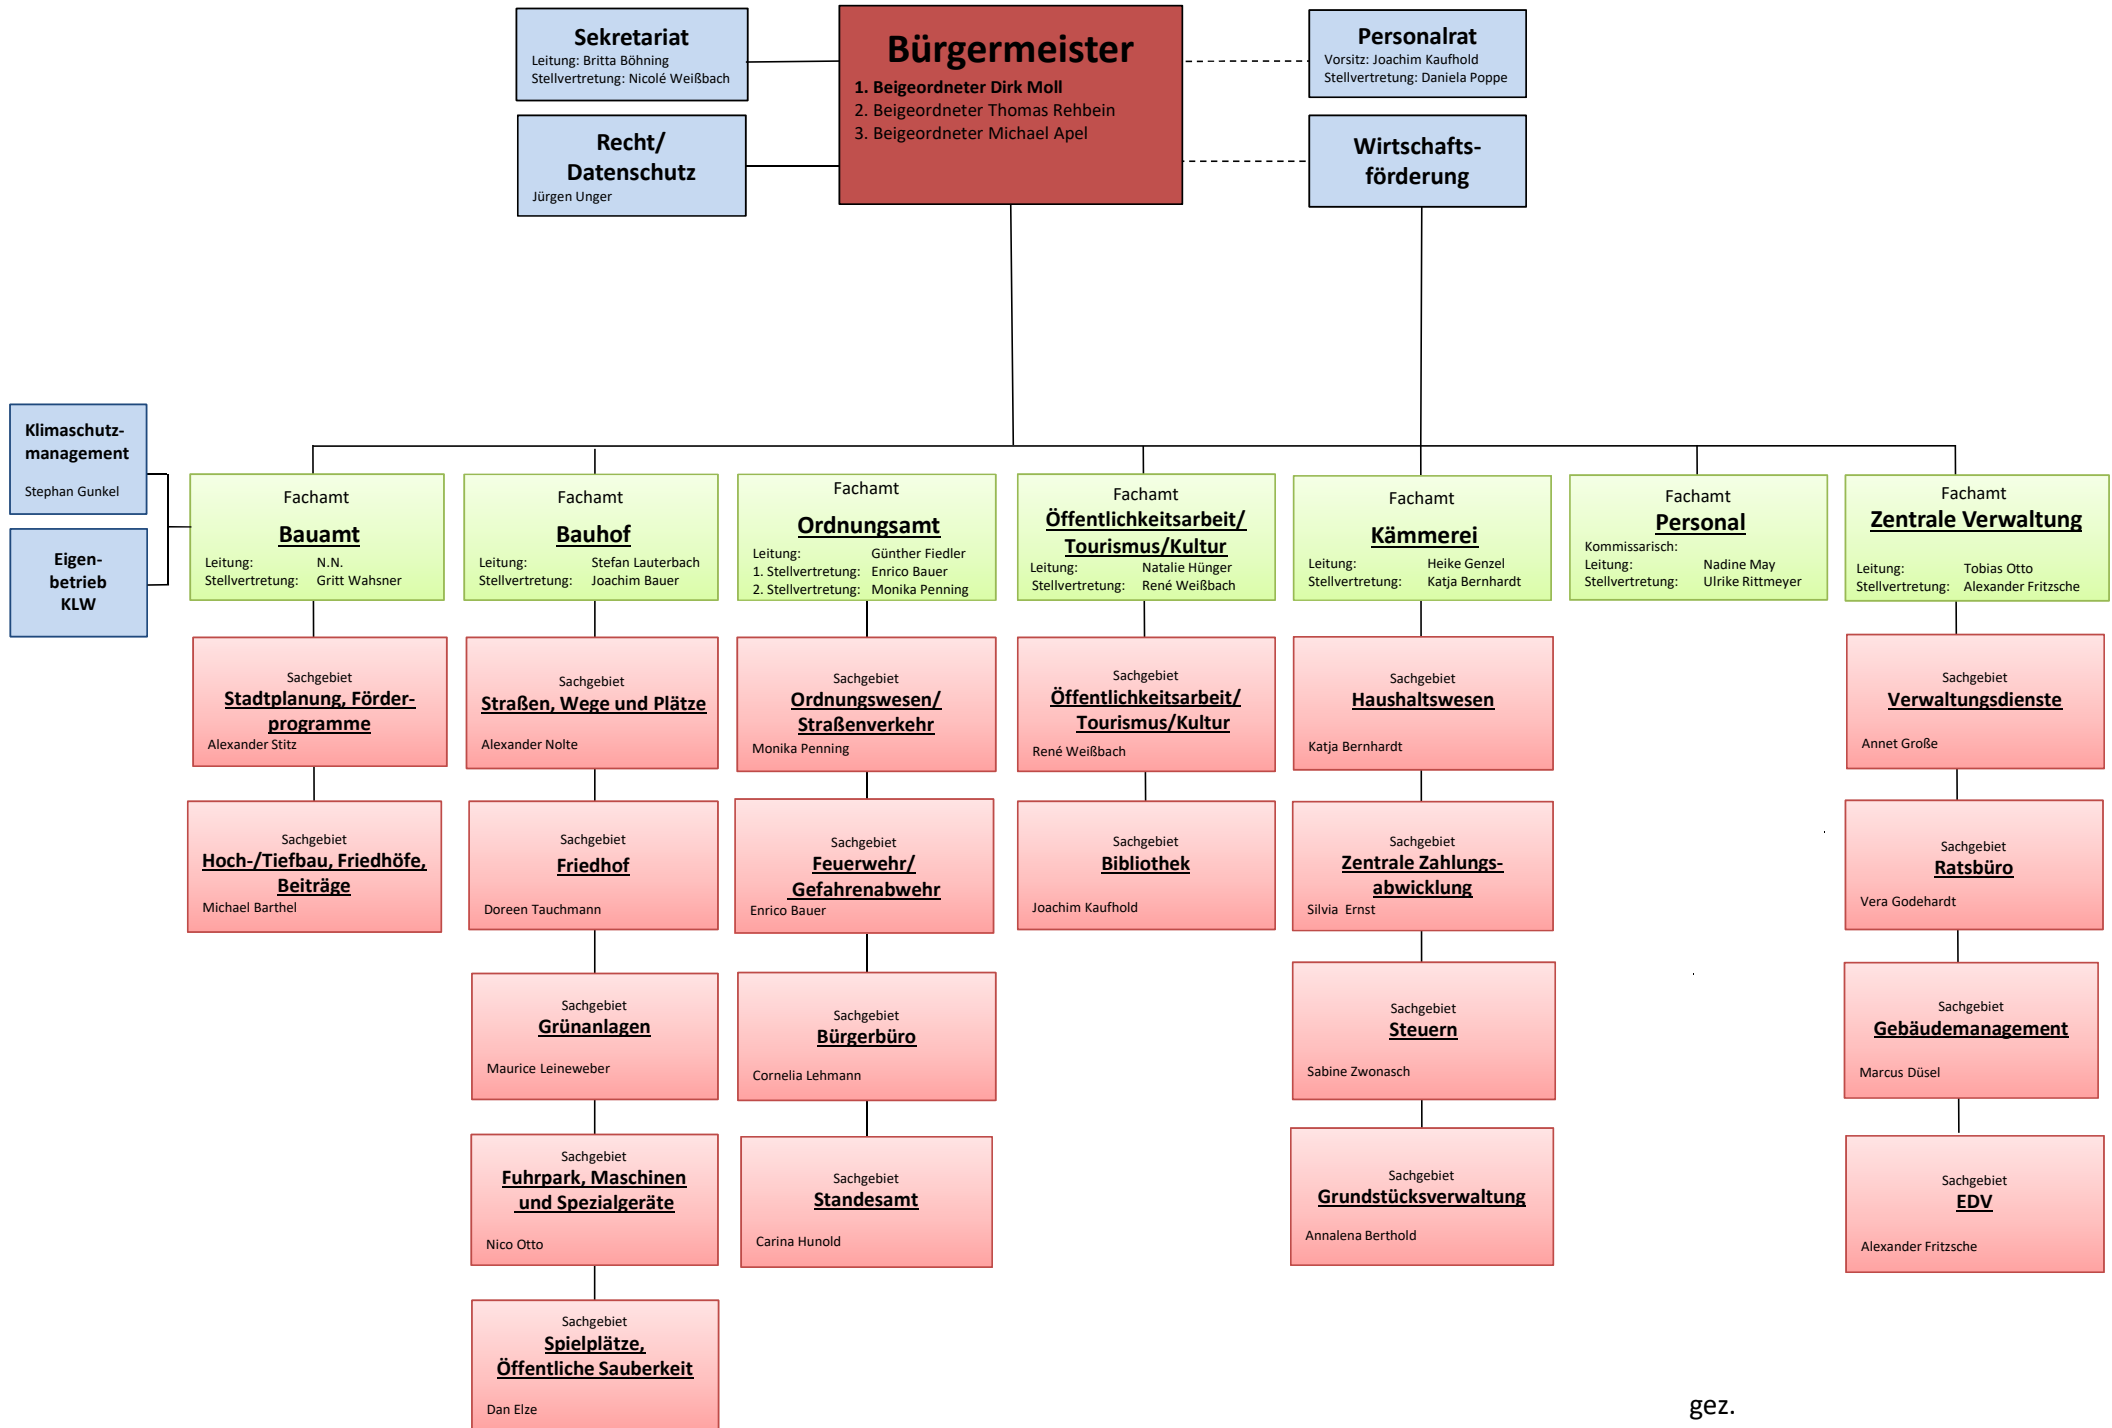 Sekretariat
Leitung: Britta Böhning
Stellvertretung: Nicolé Weißbach
Bürgermeister
1. Beigeordneter Dirk Moll
2. Beigeordneter Thomas Rehbein
3. Beigeordneter Michael Apel
Personalrat
Vorsitz: Joachim Kaufhold
Stellvertretung: Daniela Poppe
Recht/
Datenschutz
Jürgen Unger
Wirtschafts-
förderung
Klimaschutz-
management
Stephan Gunkel
Eigen-
betrieb
KLW
Fachamt
Bauamt
Leitung: N.N.
Stellvertretung: Gritt Wahsner
Fachamt
Bauhof
Leitung: Stefan Lauterbach
Stellvertretung: Joachim Bauer
Fachamt
Ordnungsamt
Leitung: Günther Fiedler
1. Stellvertretung: Enrico Bauer
2. Stellvertretung: Monika Penning
Fachamt
Öffentlichkeitsarbeit/
Tourismus/Kultur
Leitung: Natalie Hünger
Stellvertretung: René Weißbach
Fachamt
Kämmerei
Leitung: Heike Genzel
Stellvertretung: Katja Bernhardt
Fachamt
Personal
Kommissarisch:
Leitung: Nadine May
Stellvertretung: Ulrike Rittmeyer
Fachamt
Zentrale Verwaltung
Leitung: Tobias Otto
Stellvertretung: Alexander Fritzsche
Sachgebiet
Stadtplanung, Förder-
programme
Alexander Stitz
Sachgebiet
Hoch-/Tiefbau, Friedhöfe,
Beiträge
Michael Barthel
Sachgebiet
Straßen, Wege und Plätze
Alexander Nolte
Sachgebiet
Friedhof
Doreen Tauchmann
Sachgebiet
Grünanlagen
Maurice Leineweber
Sachgebiet
Fuhrpark, Maschinen
und Spezialgeräte
Nico Otto
Sachgebiet
Spielplätze,
Öffentliche Sauberkeit
Dan Elze
Sachgebiet
Ordnungswesen/
Straßenverkehr
Monika Penning
Sachgebiet
Feuerwehr/
Gefahrenabwehr
Enrico Bauer
Sachgebiet
Bürgerbüro
Cornelia Lehmann
Sachgebiet
Standesamt
Carina Hunold
Sachgebiet
Öffentlichkeitsarbeit/
Tourismus/Kultur
René Weißbach
Sachgebiet
Bibliothek
Joachim Kaufhold
Sachgebiet
Haushaltswesen
Katja Bernhardt
Sachgebiet
Zentrale Zahlungs-
abwicklung
Silvia Ernst
Sachgebiet
Steuern
Sabine Zwonasch
Sachgebiet
Grundstücksverwaltung
Annalena Berthold
Sachgebiet
Verwaltungsdienste
Annet Große
Sachgebiet
Ratsbüro
Vera Godehardt
Sachgebiet
Gebäudemanagement
Marcus Düsel
Sachgebiet
EDV
Alexander Fritzsche
gez.